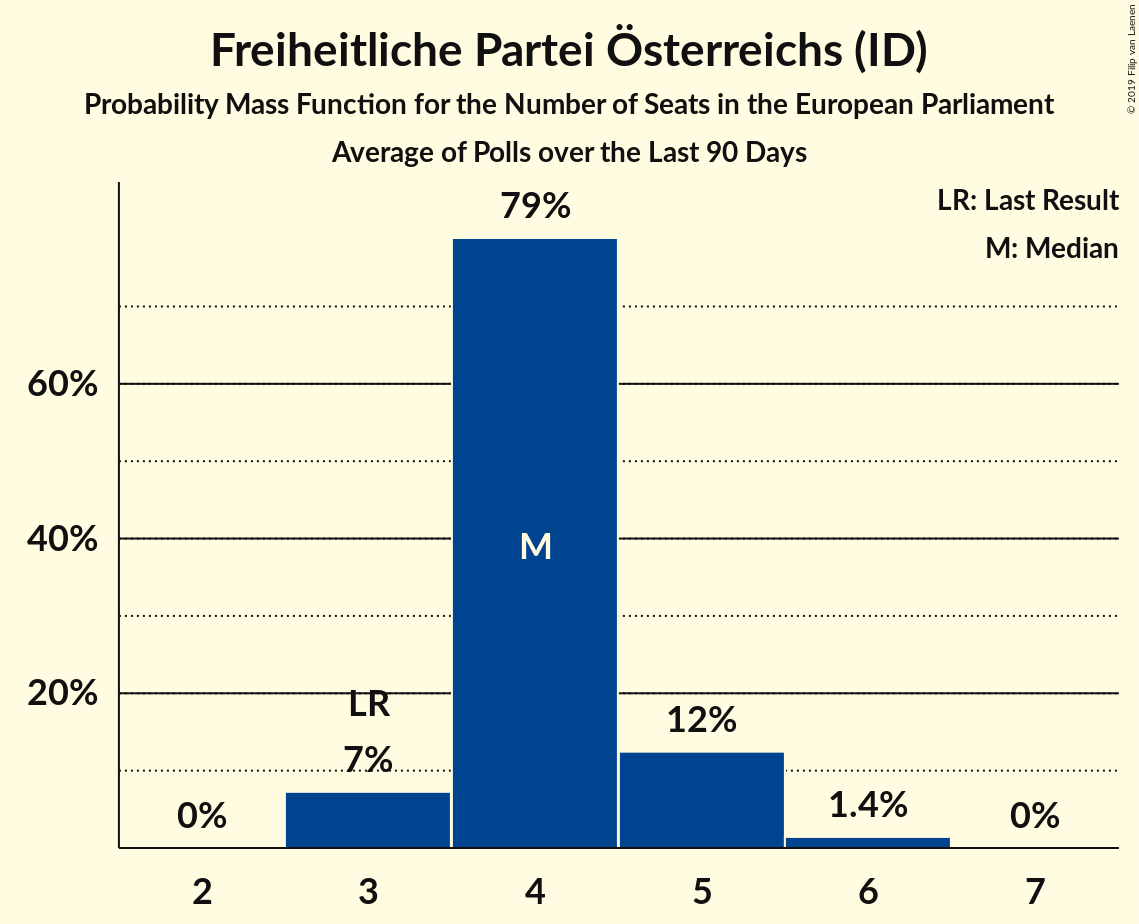 Freiheitliche Partei Österreichs (ID)
Probability Mass Function for the Number of Seats in the European Parliament
Average of Polls over the Last 90 Days
© 2019 Filip van Laenen
LR: Last Result
M: Median
79%
60%
40%
M
20%
LR
12%
7%
1.4%
0%
0%
2 3 4 5 6 7